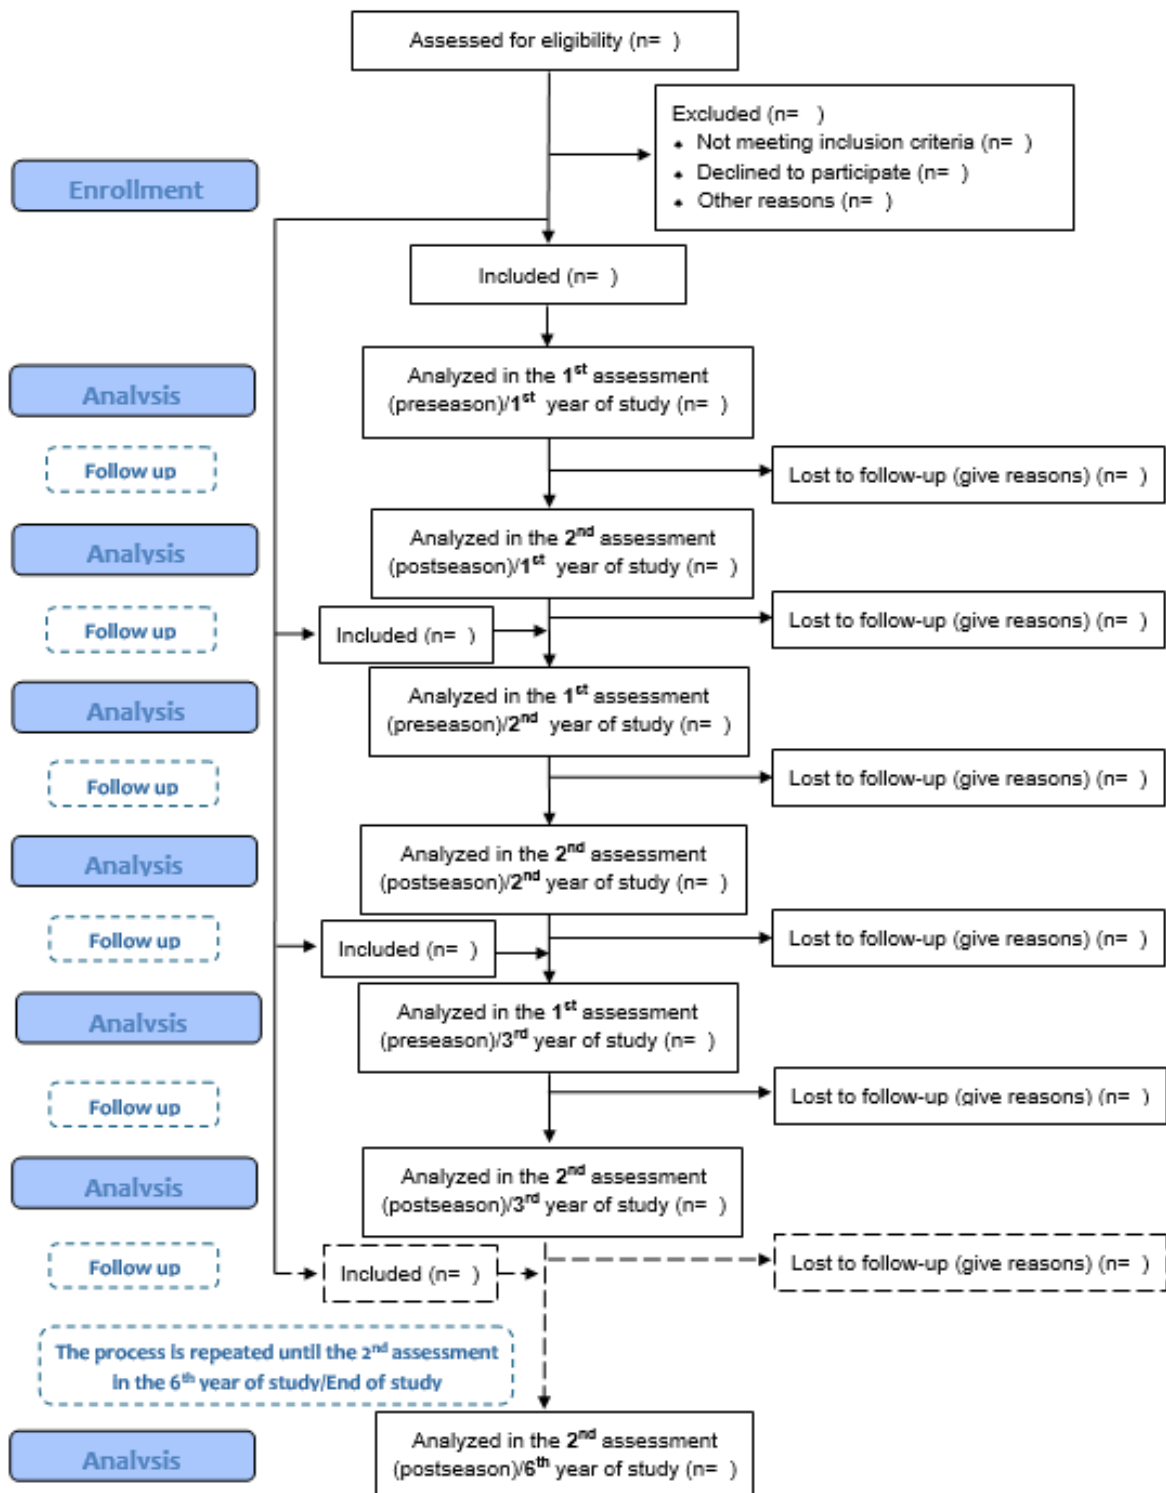 Assessed for eligibility (n=  )
Excluded (n=  )
• Not meeting inclusion criteria (n=  )
• Declined to participate (n=  )
• Other reasons (n=  )
Enrollment
Included (n=  )
Analyzed in the 1st assessment
(preseason)/1st year of study (n=  )
Analysis
Follow up
Lost to follow-up (give reasons) (n=  )
Analyzed in the 2nd assessment
(postseason)/1st year of study (n=  )
Analysis
Follow up
Included (n=  )
Lost to follow-up (give reasons) (n=  )
Analyzed in the 1st assessment
(preseason)/2nd year of study (n=  )
Analysis
Follow up
Lost to follow-up (give reasons) (n=  )
Analyzed in the 2nd assessment
(postseason)/2nd year of study (n=  )
Analysis
Follow up
Included (n=  )
Lost to follow-up (give reasons) (n=  )
Analyzed in the 1st assessment
(preseason)/3rd year of study (n=  )
Analysis
Follow up
Lost to follow-up (give reasons) (n=  )
Analyzed in the 2nd assessment
(postseason)/3rd year of study (n=  )
Analysis
Follow up
Included (n=  )
Lost to follow-up (give reasons) (n=  )
The process is repeated until the 2nd assessment
in the 6th year of study/End of study
Analyzed in the 2nd assessment
(postseason)/6th year of study (n=  )
Analysis